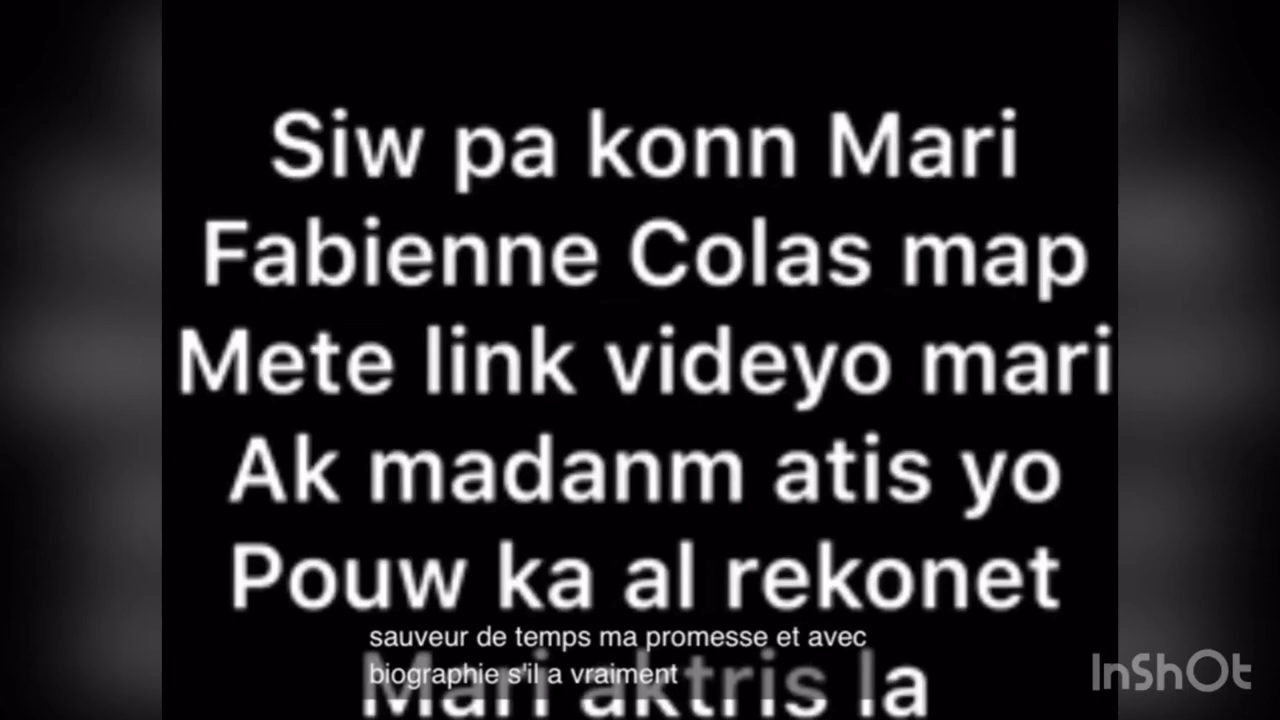 Siw pa konn Mari
Fabienne Colas map
Mete link videyo mari
Ak madanm atis yo
Pouw ka al rekonet
sauveur de temps ma promesse et avec
biographie s'il a vraiment
Mari aktris la
InShOt